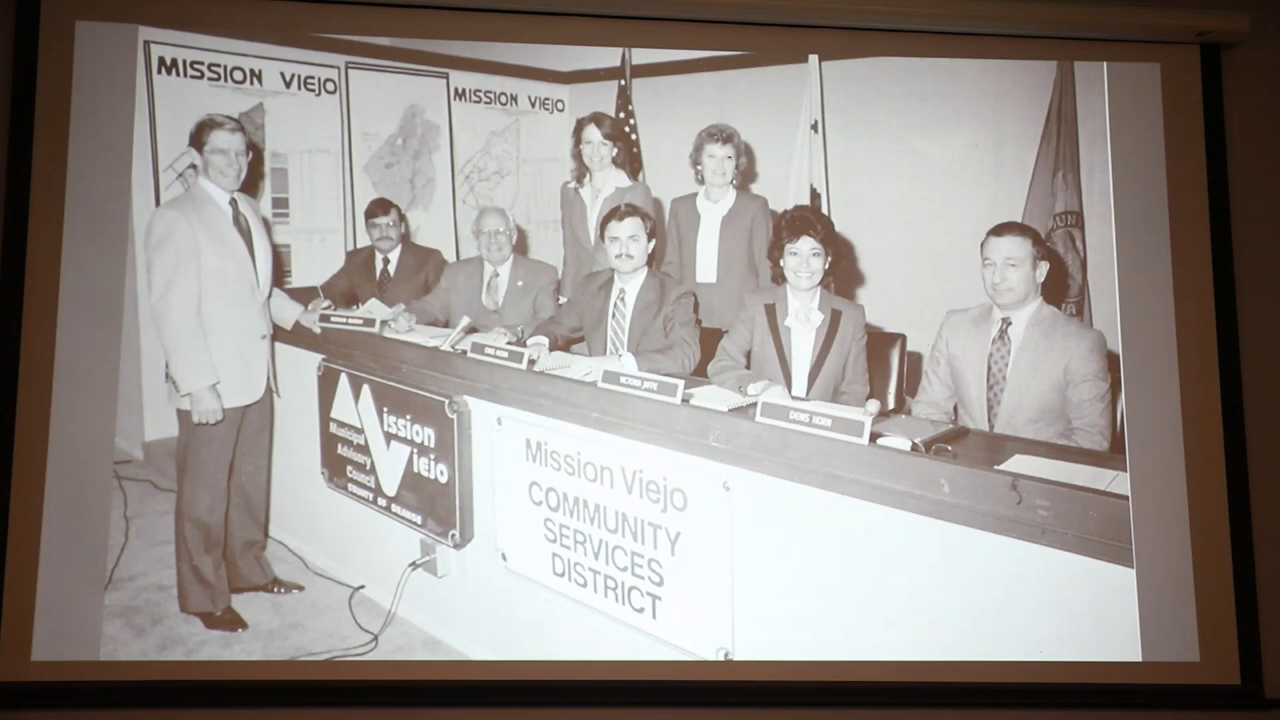 MISSION VIEJO
MISSION VIEJO
VICTORIA JAFFE
DENIS HORN
Mission
Viejo
Municipal
Advisory
Council
COUNTY OF ORANGE
Mission Viejo
COMMUNITY
SERVICES
DISTRICT